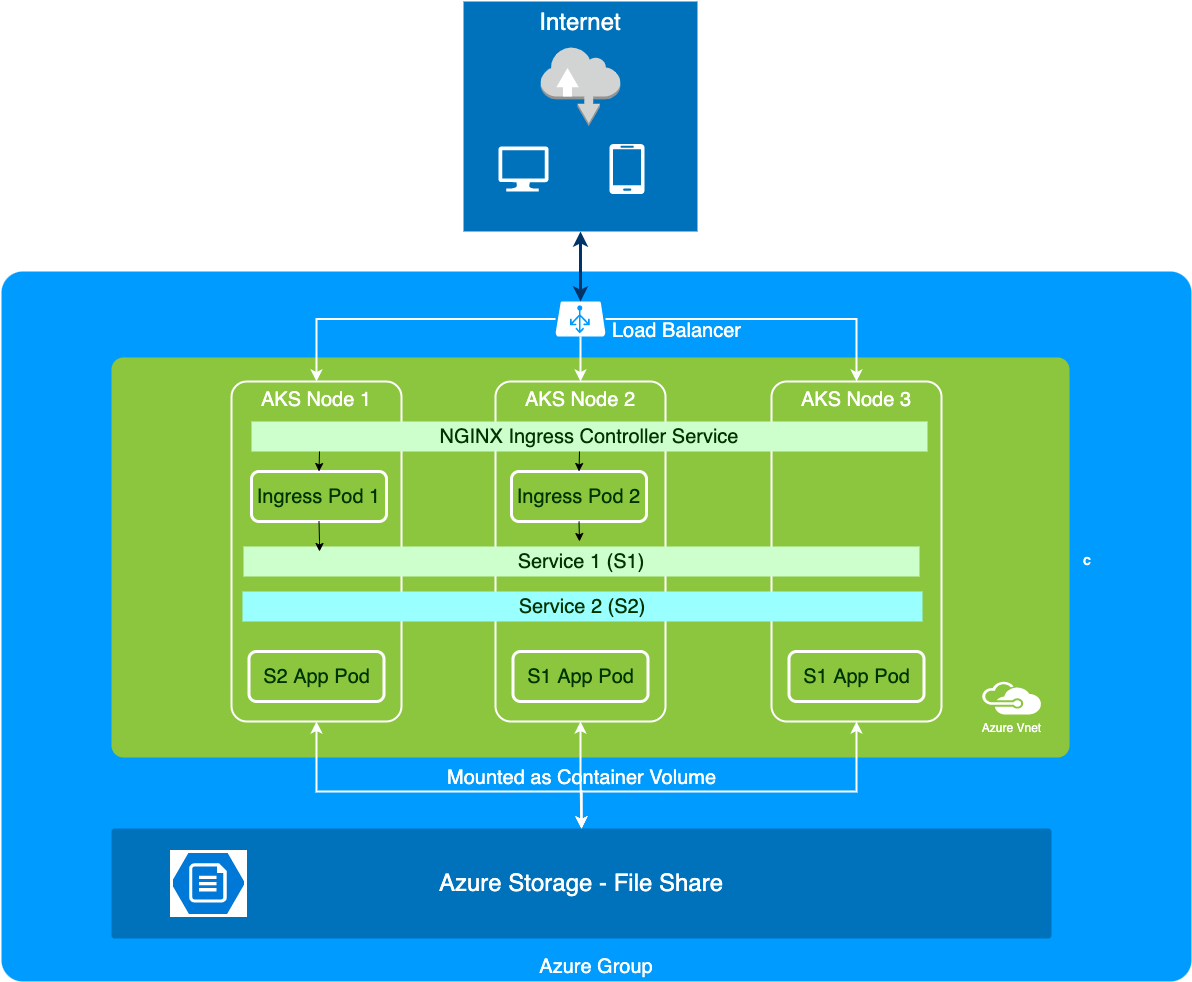 Internet
Load Balancer
AKS Node 1
AKS Node 2
AKS Node 3
NGINX Ingress Controller Service
Ingress Pod 1
Ingress Pod 2
Service 1 (S1)
c
Service 2 (S2)
S2 App Pod
S1 App Pod
S1 App Pod
Azure Vnet
Mounted as Container Volume
Azure Storage - File Share
Azure Group